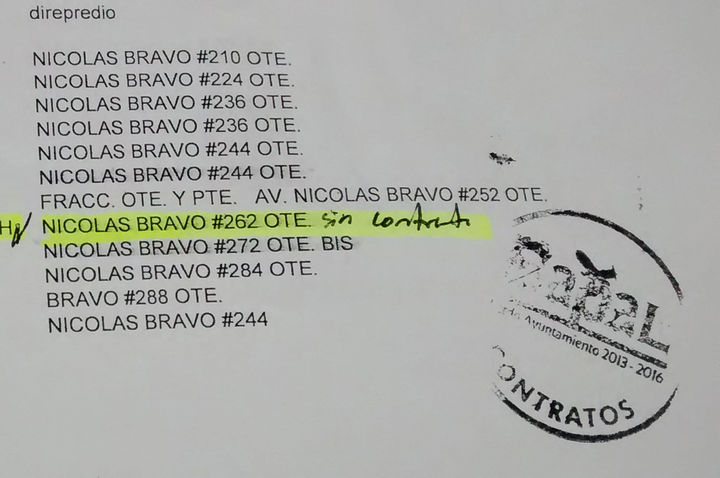 direpredio
NICOLAS BRAVO #210 OTE.
NICOLAS BRAVO #224 OTE.
NICOLAS BRAVO #236 OTE.
NICOLAS BRAVO #236 OTE.
NICOLAS BRAVO #244 OTE.
NICOLAS BRAVO #244 OTE.
FRACC. OTE. Y PTE. AV. NICOLAS BRAVO #252 OTE.
NICOLAS BRAVO #262 OTE. sin contrato
NICOLAS BRAVO #272 OTE. BIS
NICOLAS BRAVO #284 OTE.
BRAVO #288 OTE.
NICOLAS BRAVO #244
Ayuntamiento 2013 - 2016
CONTRATOS